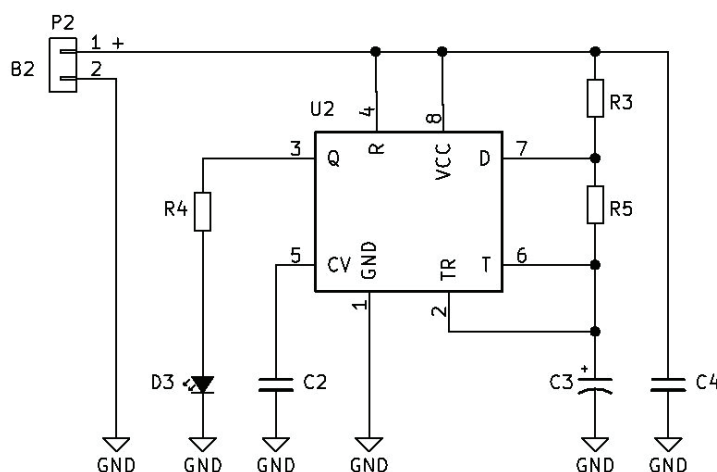 P2
1 +
B2
2
U2
4
8
R3
3
Q
R
VCC
D
7
R4
R5
5
CV
GND
TR
T
6
1
2
D3
C2
C3
+
C4
GND
GND
GND
GND
GND
GND